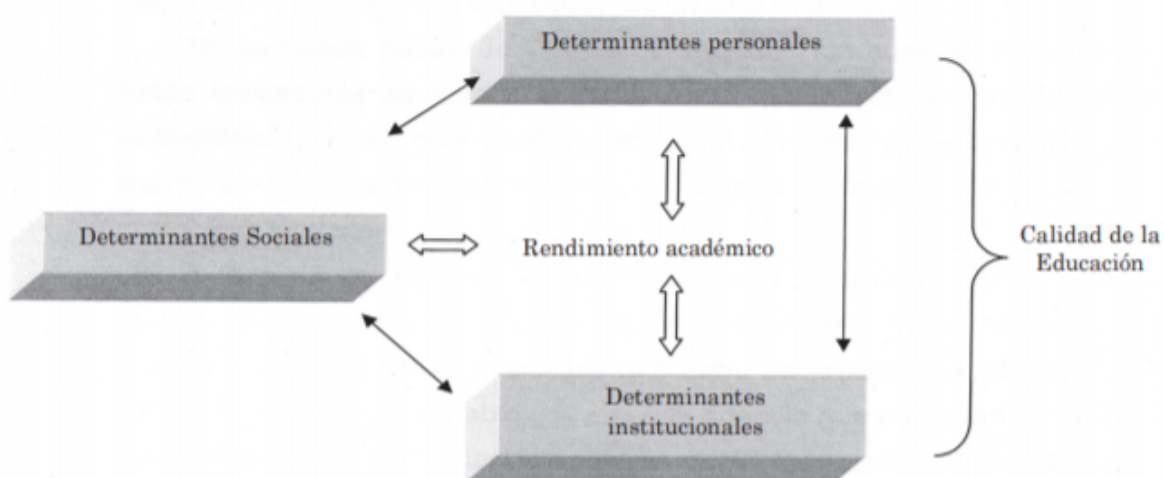 Determinantes personales
Determinantes Sociales
Rendimiento académico
Calidad de la
Educación
Determinantes
institucionales